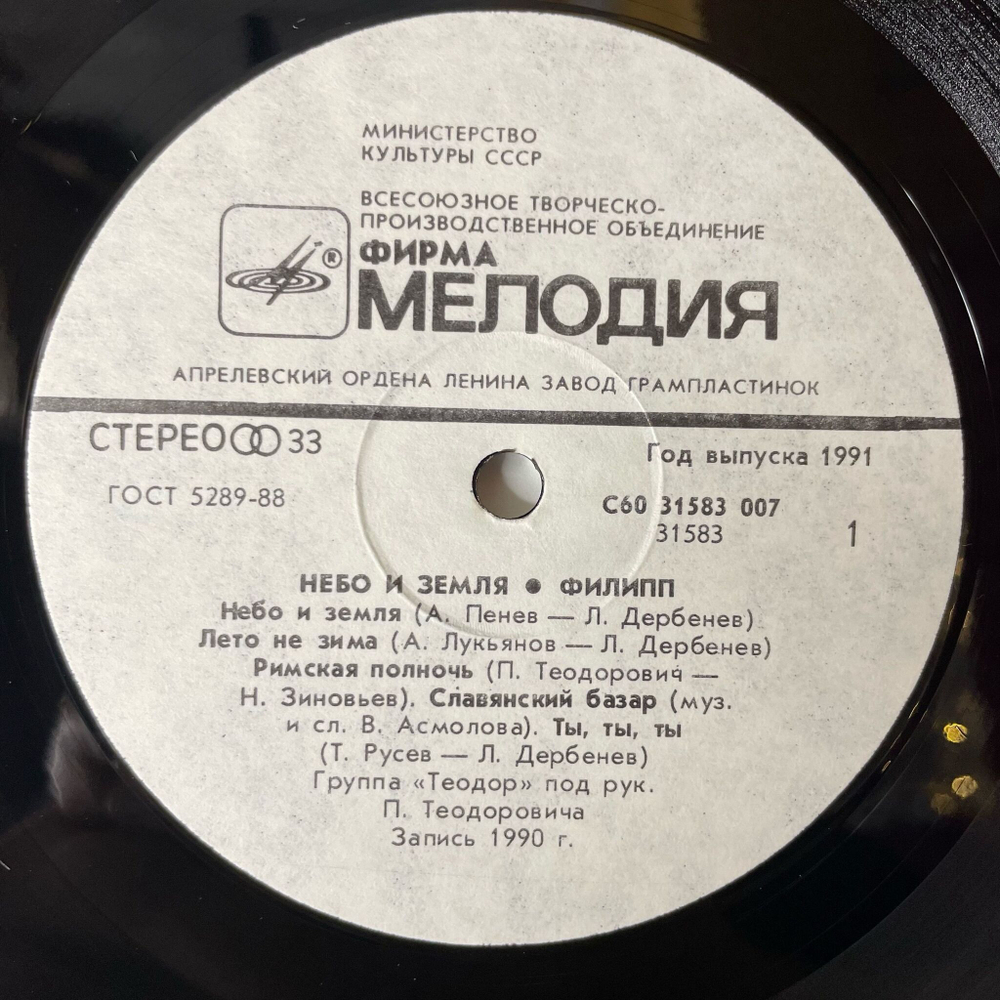 МИНИСТЕРСТВО
КУЛЬТУРЫ СССР
ВСЕСОЮЗНОЕ ТВОРЧЕСКО-
ПРОИЗВОДСТВЕННОЕ ОБЪЕДИНЕНИЕ
ФИРМА
®
МЕЛОДИЯ
АПРЕЛЕВСКИЙ ОРДЕНА ЛЕНИНА ЗАВОД ГРАМПЛАСТИНОК
СТЕРЕО 33
Год выпуска 1991
ГОСТ 5289-88
С60 31583 007
31583
1
НЕБО И ЗЕМЛЯ ● ФИЛИПП
Небо и земля (А. Пенев — Л. Дербенев)
Лето не зима (А. Лукьянов — Л. Дербенев)
Римская полночь (П. Теодорович —
Н. Зиновьев). Славянский базар (муз.
и сл. В. Асмолова). Ты, ты, ты
(Т. Русев — Л. Дербенев)
Группа «Теодор» под рук.
П. Теодоровича
Запись 1990 г.